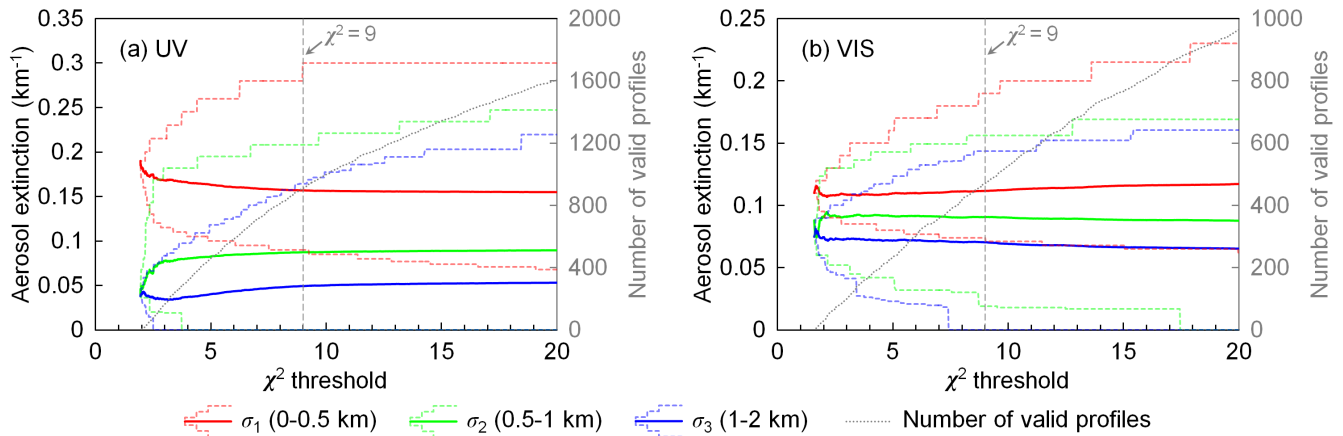 (a) UV
χ² = 9
Aerosol extinction (km⁻¹)
0.35
0.3
0.25
0.2
0.15
0.1
0.05
0
2000
1600
1200
800
400
0
Number of valid profiles
0 5 10 15 20
χ² threshold
(b) VIS
χ² = 9
Aerosol extinction (km⁻¹)
0.25
0.2
0.15
0.1
0.05
0
1000
800
600
400
200
0
Number of valid profiles
0 5 10 15 20
χ² threshold
σ₁ (0-0.5 km) σ₂ (0.5-1 km) σ₃ (1-2 km) Number of valid profiles